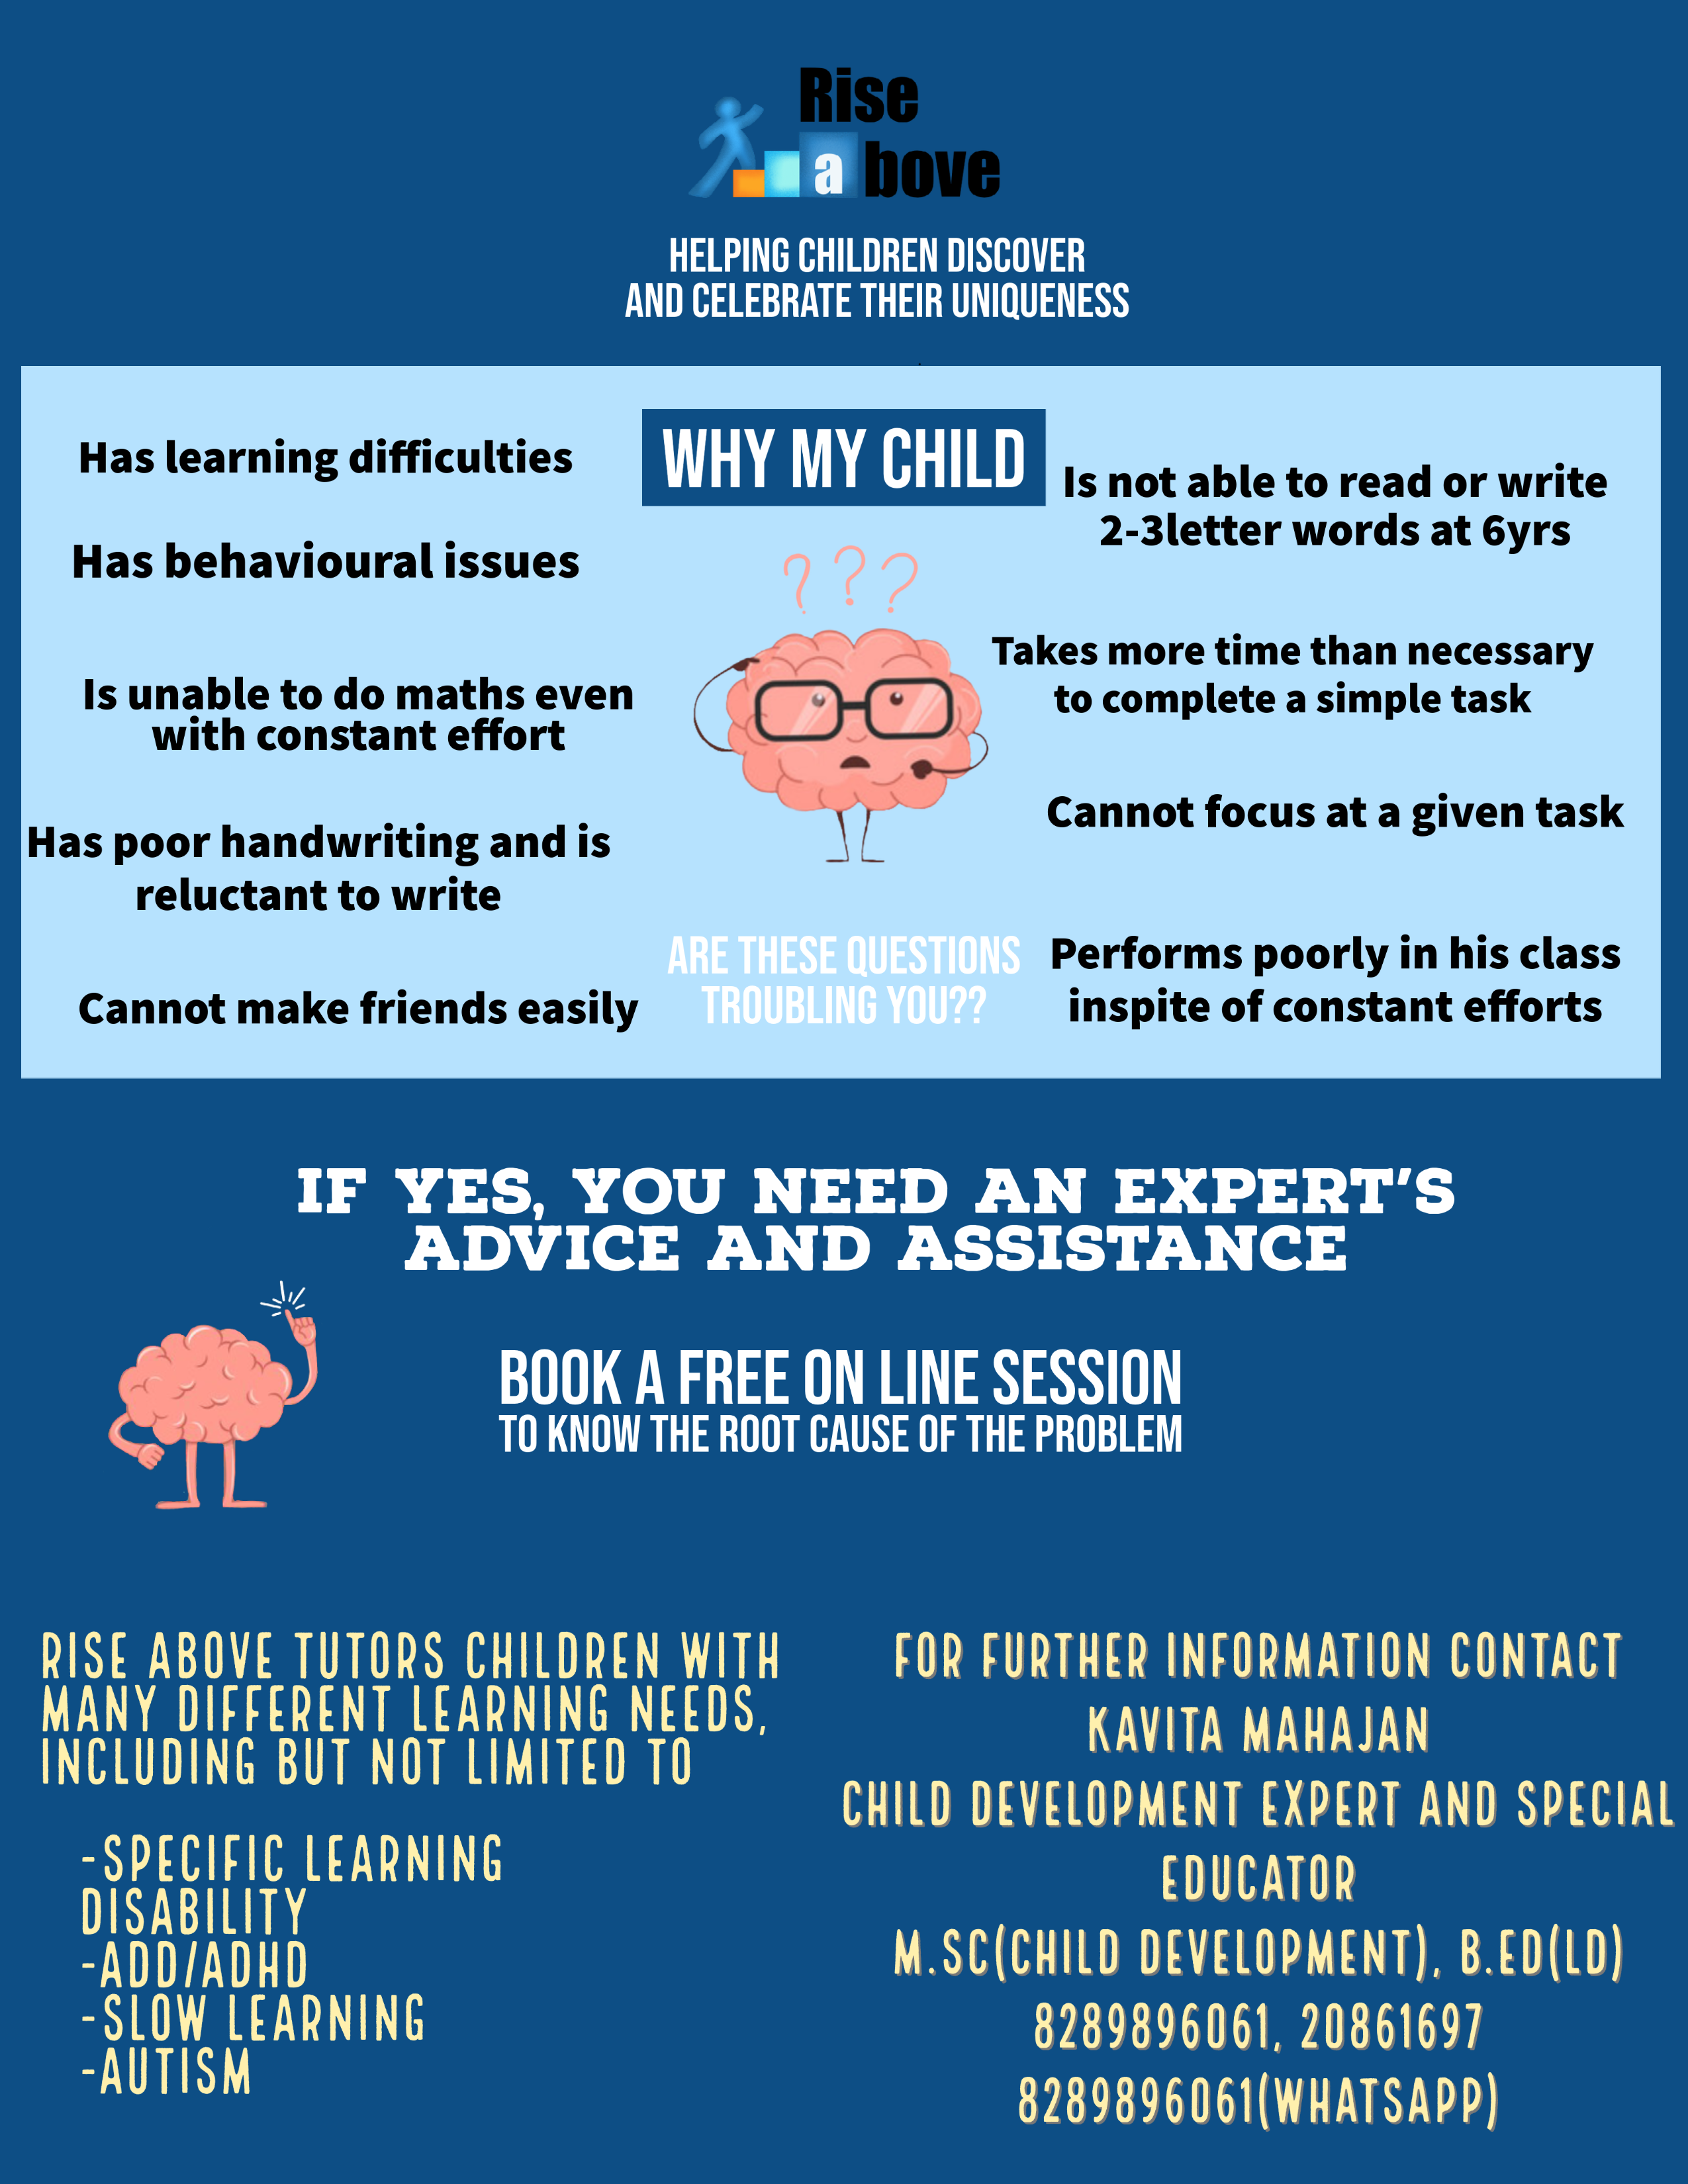 Rise
above
HELPING CHILDREN DISCOVER
AND CELEBRATE THEIR UNIQUENESS
WHY MY CHILD
Has learning difficulties
Has behavioural issues
Is unable to do maths even
with constant effort
Has poor handwriting and is
reluctant to write
Cannot make friends easily
???
Is not able to read or write
2-3letter words at 6yrs
Takes more time than necessary
to complete a simple task
Cannot focus at a given task
Performs poorly in his class
inspite of constant efforts
ARE THESE QUESTIONS
TROUBLING YOU??
IF YES, YOU NEED AN EXPERT'S
ADVICE AND ASSISTANCE
BOOK A FREE ON LINE SESSION
TO KNOW THE ROOT CAUSE OF THE PROBLEM
RISE ABOVE TUTORS CHILDREN WITH
MANY DIFFERENT LEARNING NEEDS,
INCLUDING BUT NOT LIMITED TO
-SPECIFIC LEARNING
DISABILITY
-ADD/ADHD
-SLOW LEARNING
-AUTISM
FOR FURTHER INFORMATION CONTACT
KAVITA MAHAJAN
CHILD DEVELOPMENT EXPERT AND SPECIAL
EDUCATOR
M.SC(CHILD DEVELOPMENT), B.ED(LD)
8289896061, 20861697
8289896061(WHATSAPP)